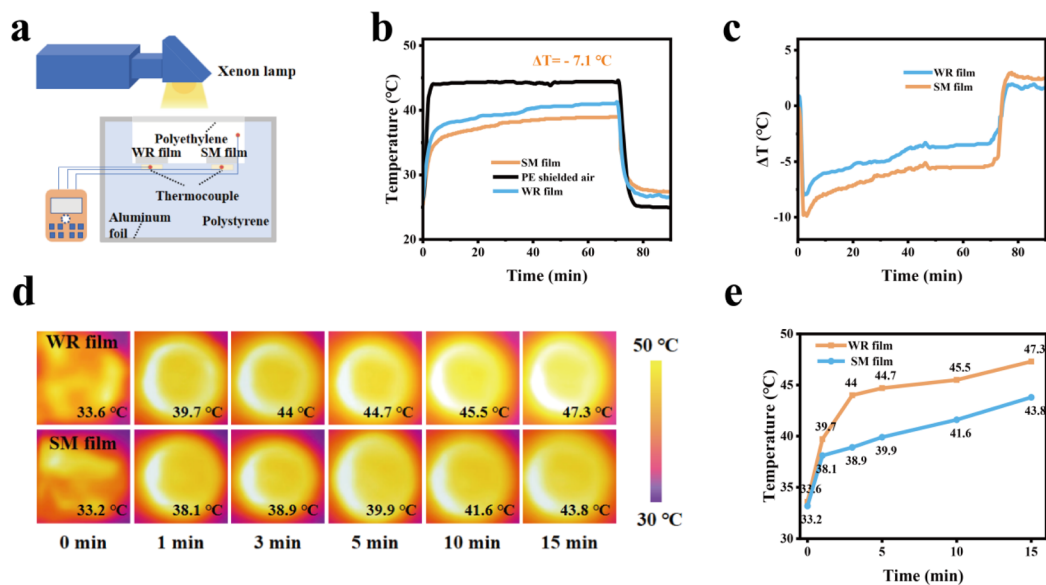 a
Xenon lamp
Polyethylene
WR film
SM film
Thermocouple
Aluminum
foil
Polystyrene
b
ΔT= - 7.1 °C
SM film
PE shielded air
WR film
Temperature (°C)
50
40
30
20
0
20
40
60
80
Time (min)
c
WR film
SM film
ΔT (°C)
5
0
-5
-10
0
20
40
60
80
Time (min)
d
WR film
33.6 °C
39.7 °C
44 °C
44.7 °C
45.5 °C
47.3 °C
SM film
33.2 °C
38.1 °C
38.9 °C
39.9 °C
41.6 °C
43.8 °C
0 min
1 min
3 min
5 min
10 min
15 min
50 °C
30 °C
e
WR film
SM film
Temperature (°C)
50
45
40
35
30
33.6
39.7
44
44.7
45.5
47.3
33.2
38.1
38.9
39.9
41.6
43.8
0
5
10
15
Time (min)